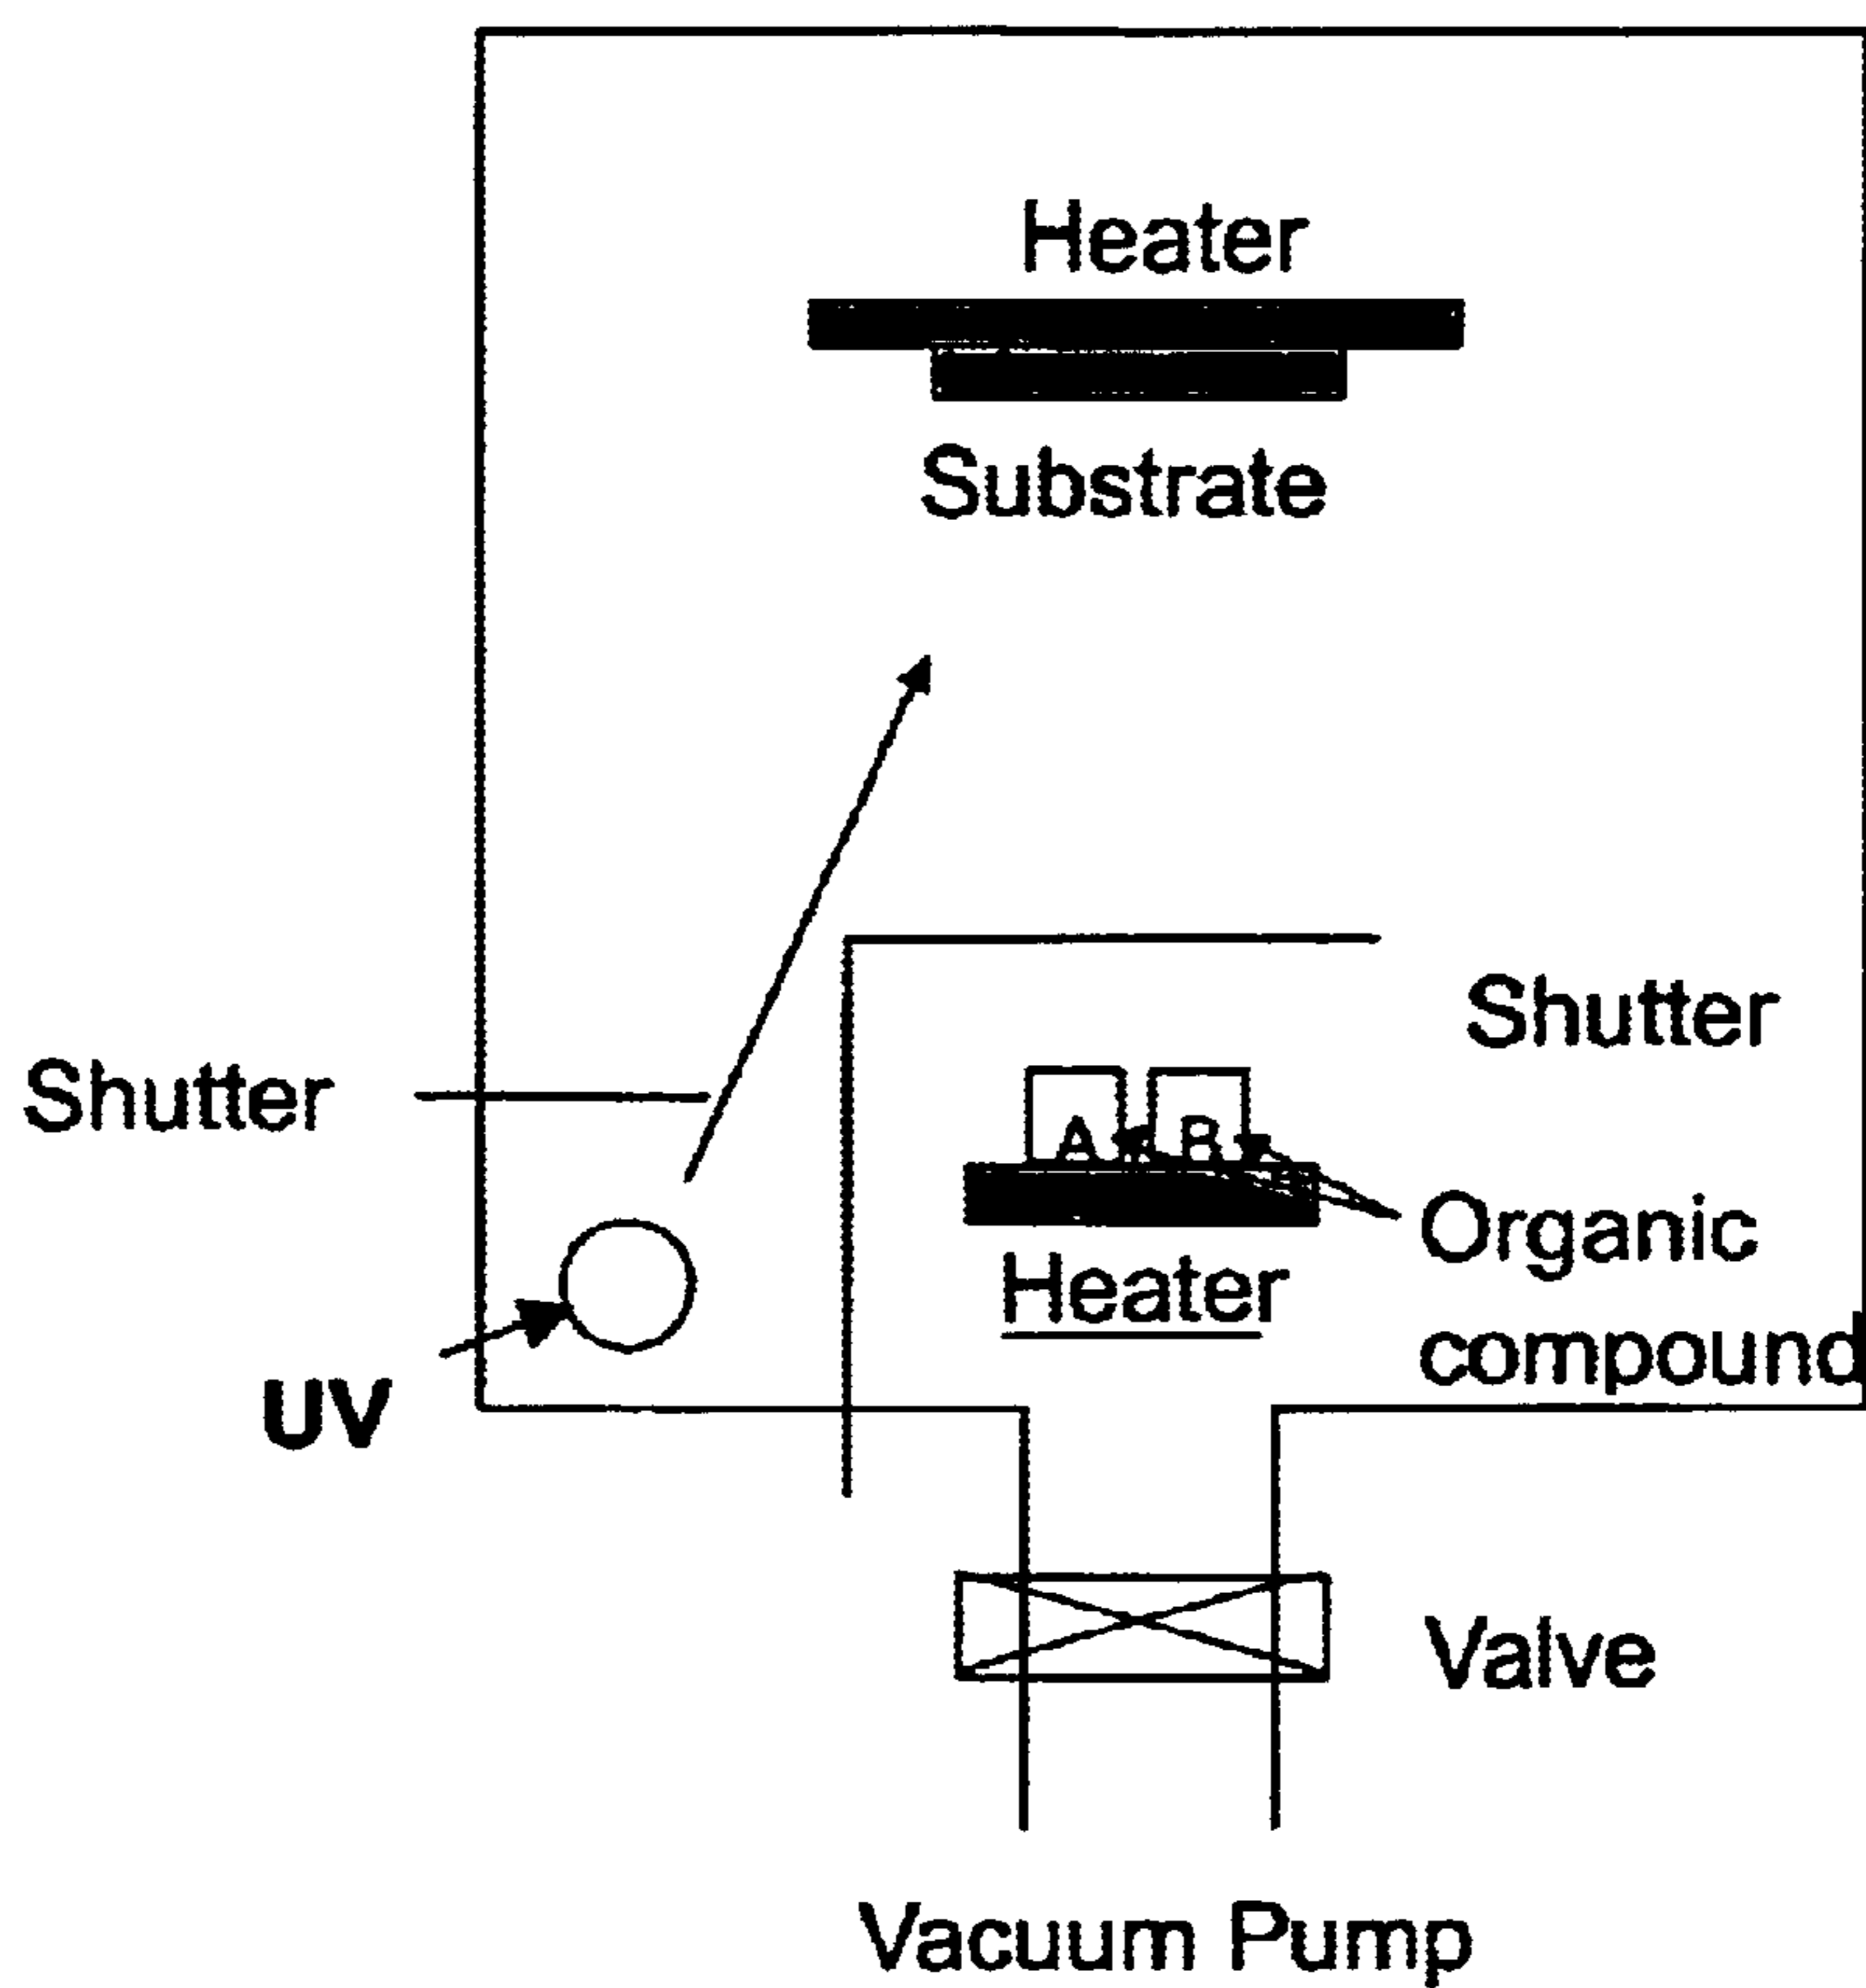 Heater
Substrate
Shutter
Shutter
A B
Organic
compound
Heater
UV
Valve
Vacuum Pump